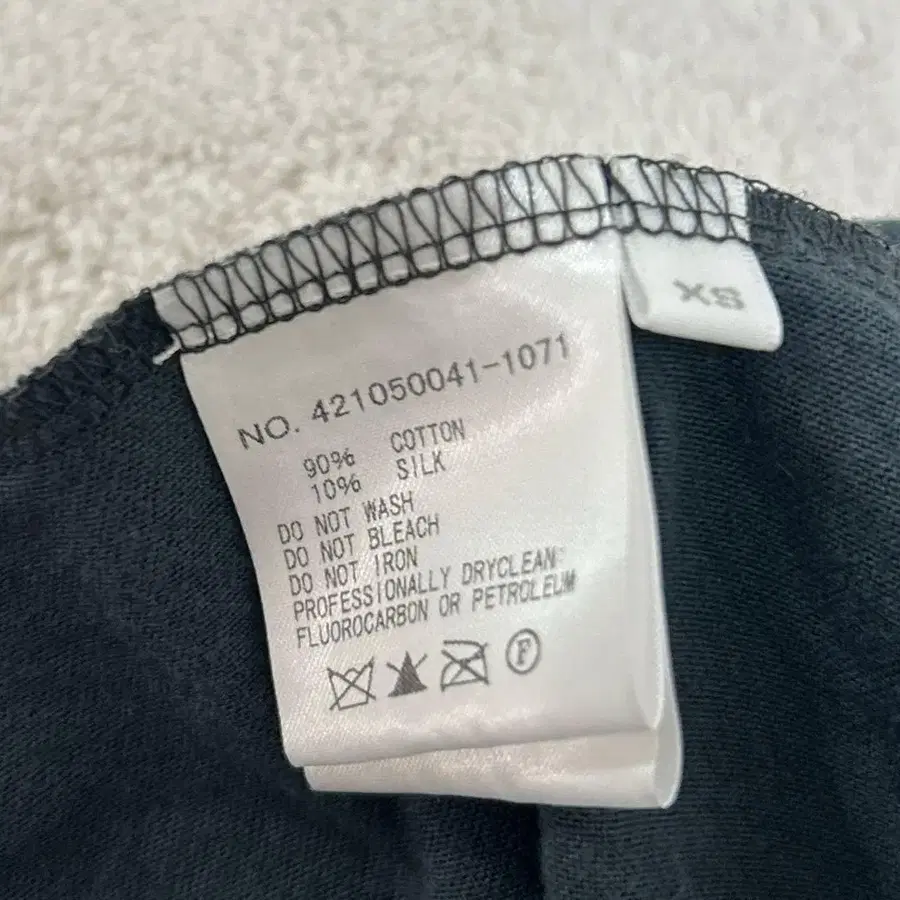 XS
NO. 421050041-1071
90% COTTON
10% SILK
DO NOT WASH
DO NOT BLEACH
DO NOT IRON
PROFESSIONALLY DRYCLEAN:
FLUOROCARBON OR PETROLEUM
F